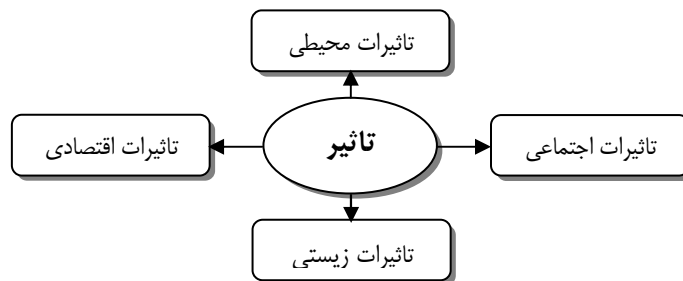 تاثیرات محیطی
تاثیرات اجتماعی
تاثیر
تاثیرات اقتصادی
تاثیرات زیستی